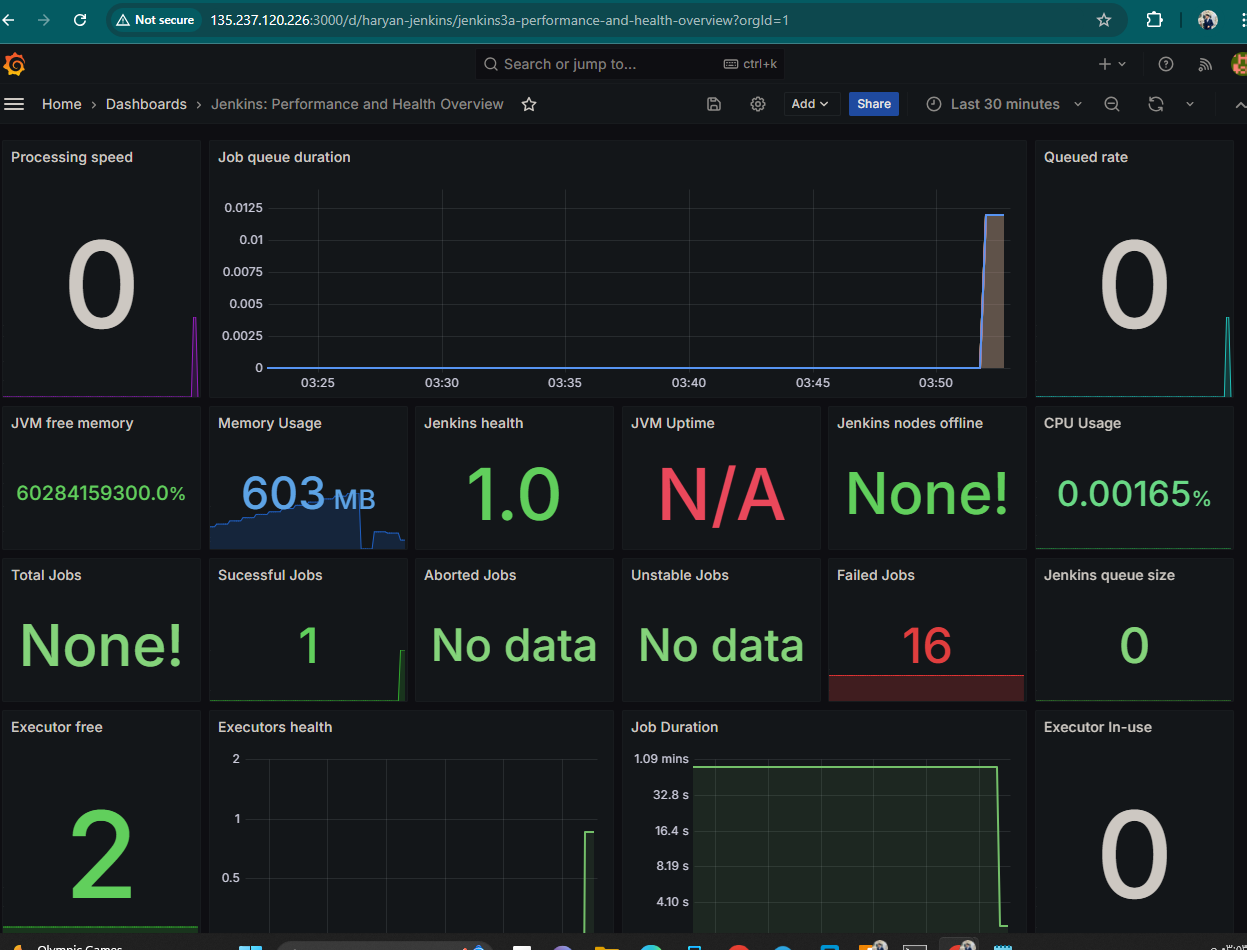 Not secure 135.237.120.226:3000/d/haryan-jenkins/jenkins3a-performance-and-health-overview?orgId=1
Search or jump to... ctrl+k
Home › Dashboards › Jenkins: Performance and Health Overview
Add
Share
Last 30 minutes
Processing speed
0
Job queue duration
0.0125
0.01
0.0075
0.005
0.0025
0
03:25 03:30 03:35 03:40 03:45 03:50
Queued rate
0
JVM free memory
60284159300.0%
Memory Usage
603 MB
Jenkins health
1.0
JVM Uptime
N/A
Jenkins nodes offline
None!
CPU Usage
0.00165%
Total Jobs
None!
Sucessful Jobs
1
Aborted Jobs
No data
Unstable Jobs
No data
Failed Jobs
16
Jenkins queue size
0
Executor free
2
Executors health
2
1
0.5
Job Duration
1.09 mins
32.8 s
16.4 s
8.19 s
4.10 s
Executor In-use
0
Olympic Games